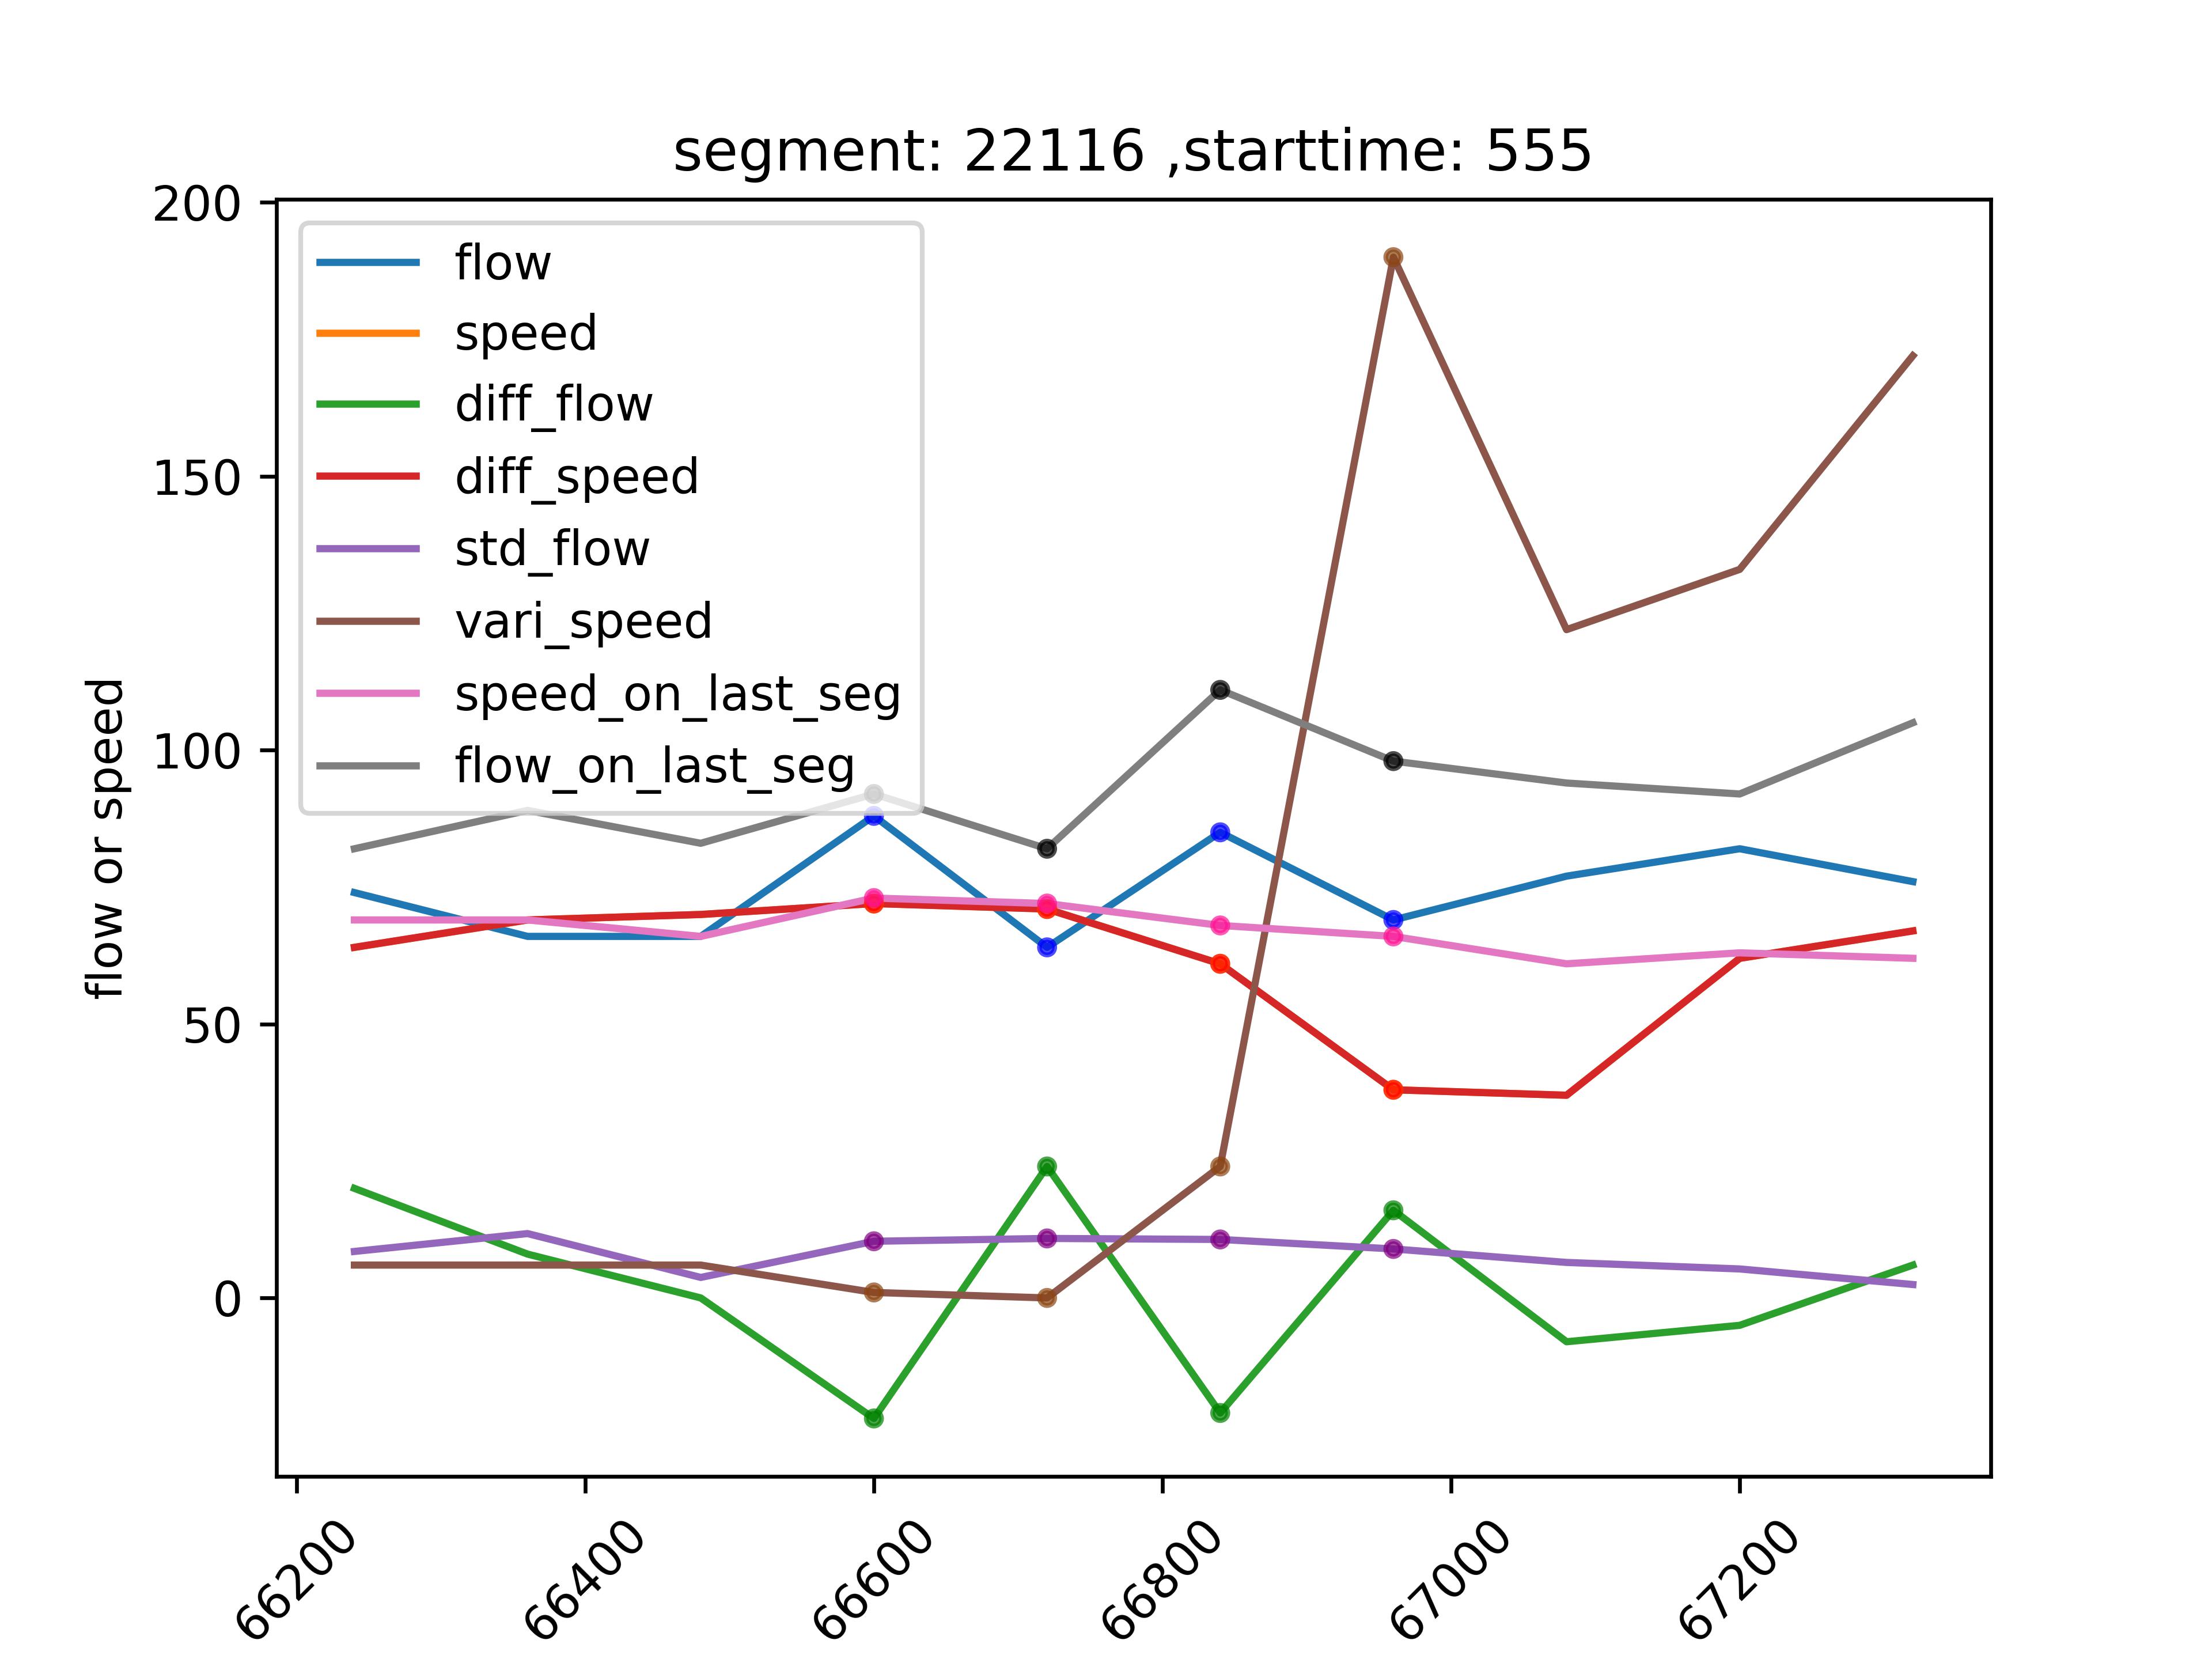 segment: 22116 ,starttime: 555
200
150
100
50
0
flow or speed
flow
speed
diff_flow
diff_speed
std_flow
vari_speed
speed_on_last_seg
flow_on_last_seg
66200
66400
66600
66800
67000
67200